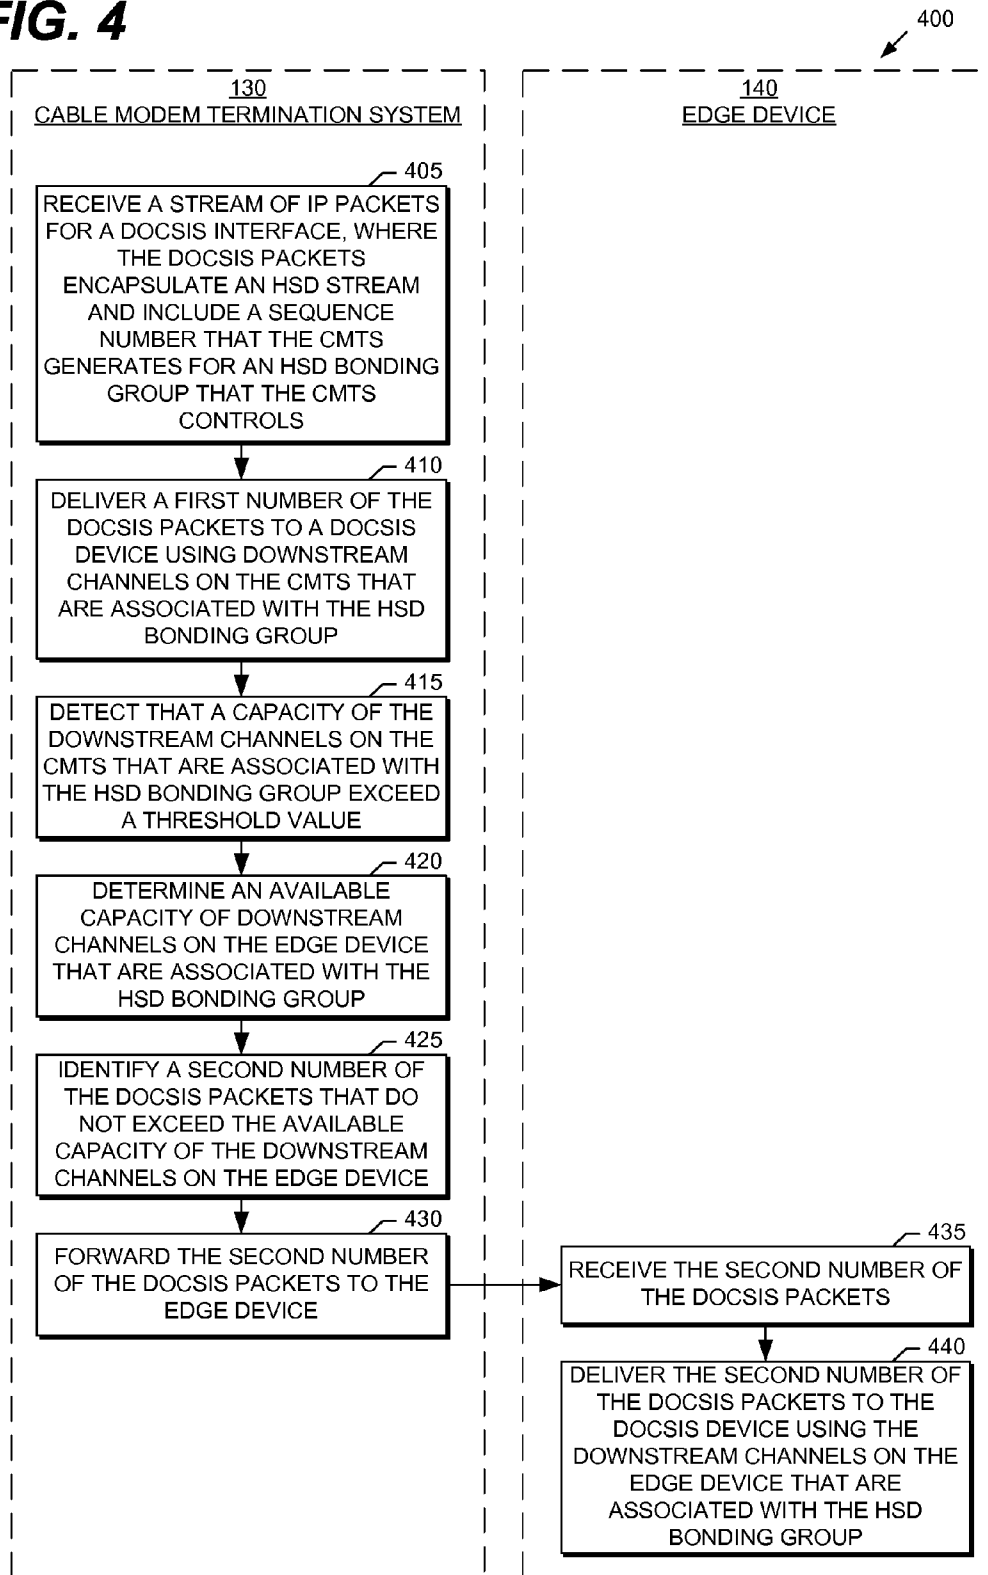 FIG. 4
400
130
CABLE MODEM TERMINATION SYSTEM
405
RECEIVE A STREAM OF IP PACKETS
FOR A DOCSIS INTERFACE, WHERE
THE DOCSIS PACKETS
ENCAPSULATE AN HSD STREAM
AND INCLUDE A SEQUENCE
NUMBER THAT THE CMTS
GENERATES FOR AN HSD BONDING
GROUP THAT THE CMTS
CONTROLS
410
DELIVER A FIRST NUMBER OF THE
DOCSIS PACKETS TO A DOCSIS
DEVICE USING DOWNSTREAM
CHANNELS ON THE CMTS THAT
ARE ASSOCIATED WITH THE HSD
BONDING GROUP
415
DETECT THAT A CAPACITY OF THE
DOWNSTREAM CHANNELS ON THE
CMTS THAT ARE ASSOCIATED WITH
THE HSD BONDING GROUP EXCEED
A THRESHOLD VALUE
420
DETERMINE AN AVAILABLE
CAPACITY OF DOWNSTREAM
CHANNELS ON THE EDGE DEVICE
THAT ARE ASSOCIATED WITH THE
HSD BONDING GROUP
425
IDENTIFY A SECOND NUMBER OF
THE DOCSIS PACKETS THAT DO
NOT EXCEED THE AVAILABLE
CAPACITY OF THE DOWNSTREAM
CHANNELS ON THE EDGE DEVICE
430
FORWARD THE SECOND NUMBER
OF THE DOCSIS PACKETS TO THE
EDGE DEVICE
140
EDGE DEVICE
435
RECEIVE THE SECOND NUMBER OF
THE DOCSIS PACKETS
440
DELIVER THE SECOND NUMBER OF
THE DOCSIS PACKETS TO THE
DOCSIS DEVICE USING THE
DOWNSTREAM CHANNELS ON THE
EDGE DEVICE THAT ARE
ASSOCIATED WITH THE HSD
BONDING GROUP